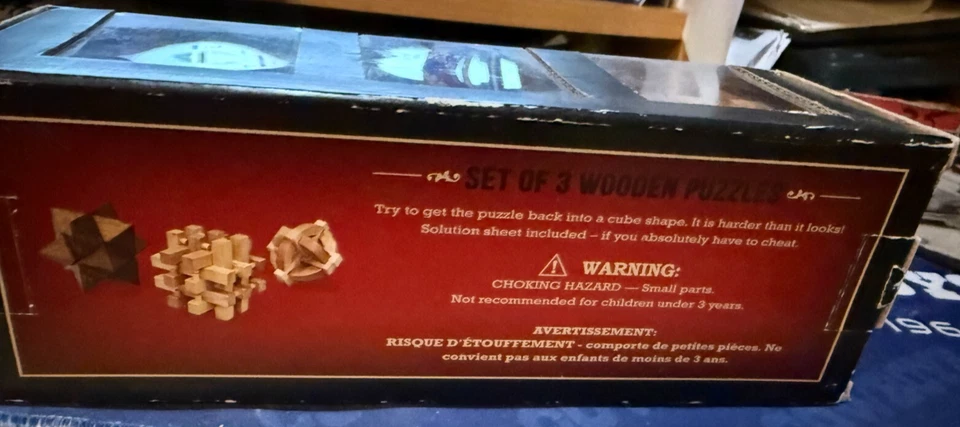 SET OF 3 WOODEN PUZZLES
Try to get the puzzle back into a cube shape. It is harder than it looks!
Solution sheet included – if you absolutely have to cheat.
WARNING:
CHOKING HAZARD — Small parts.
Not recommended for children under 3 years.
AVERTISSEMENT:
RISQUE D'ÉTOUFFEMENT - comporte de petites pièces. Ne
convient pas aux enfants de moins de 3 ans.
196